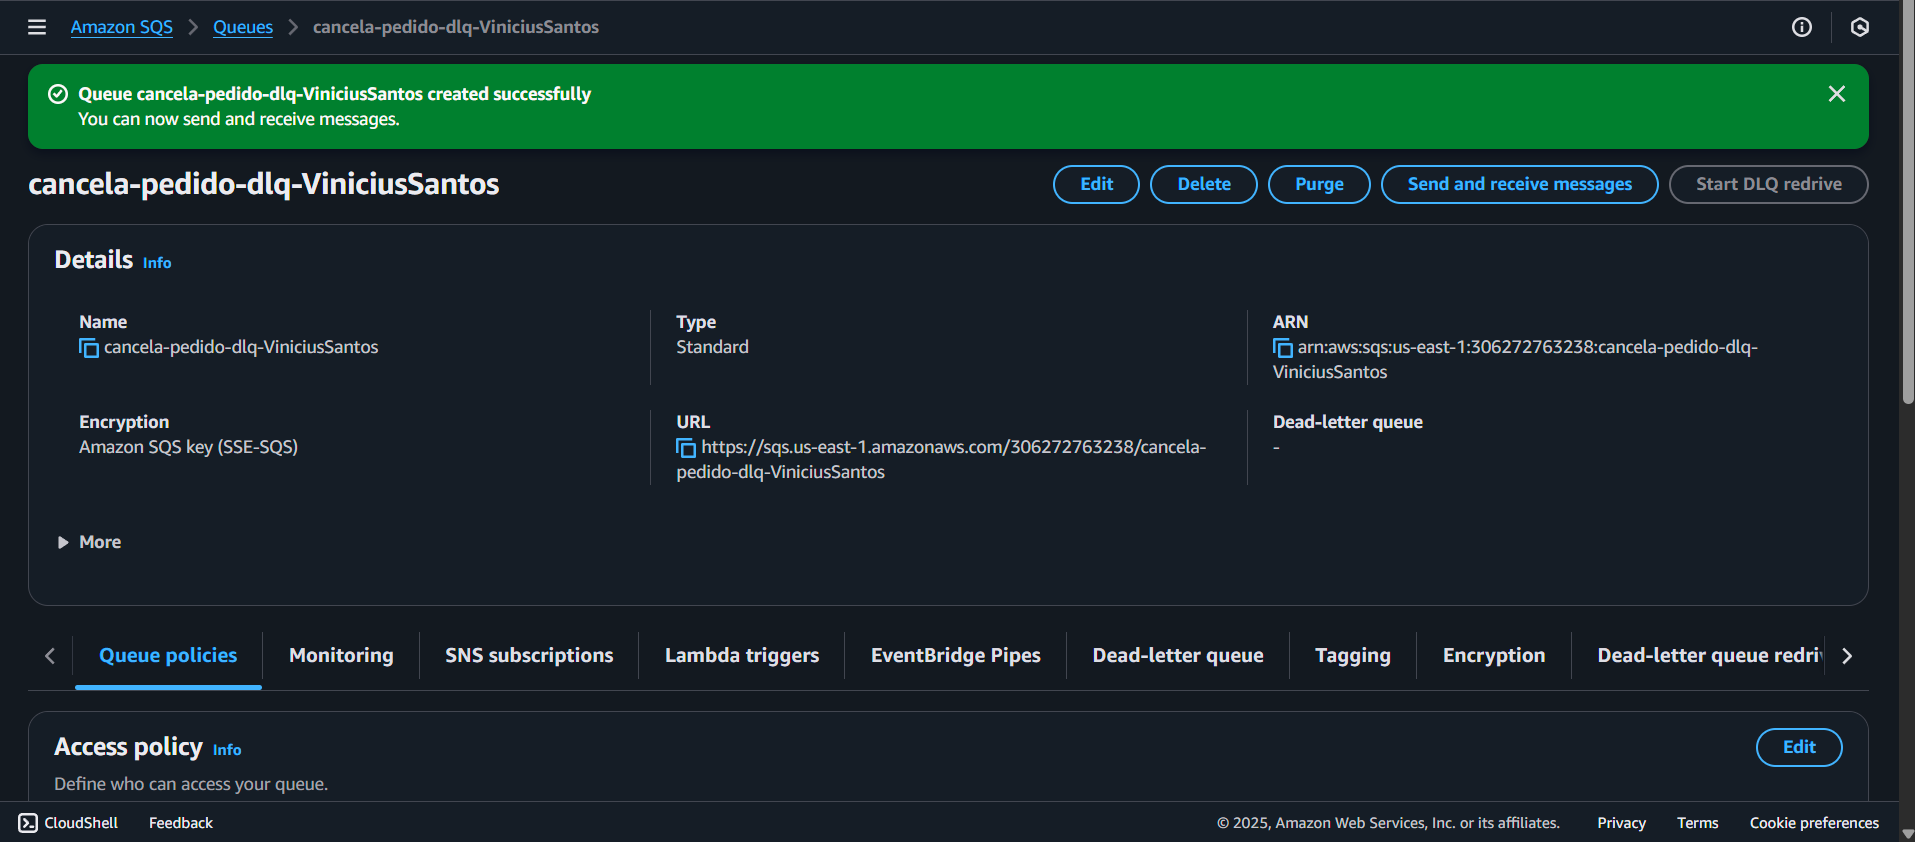 Amazon SQS > Queues > cancela-pedido-dlq-ViniciusSantos
Queue cancela-pedido-dlq-ViniciusSantos created successfully
You can now send and receive messages.
cancela-pedido-dlq-ViniciusSantos
Edit
Delete
Purge
Send and receive messages
Start DLQ redrive
Details Info
Name
cancela-pedido-dlq-ViniciusSantos
Type
Standard
ARN
arn:aws:sqs:us-east-1:306272763238:cancela-pedido-dlq-
ViniciusSantos
Encryption
Amazon SQS key (SSE-SQS)
URL
https://sqs.us-east-1.amazonaws.com/306272763238/cancela-
pedido-dlq-ViniciusSantos
Dead-letter queue
-
More
Queue policies
Monitoring
SNS subscriptions
Lambda triggers
EventBridge Pipes
Dead-letter queue
Tagging
Encryption
Dead-letter queue redri
Access policy Info
Edit
Define who can access your queue.
CloudShell
Feedback
© 2025, Amazon Web Services, Inc. or its affiliates.
Privacy
Terms
Cookie preferences